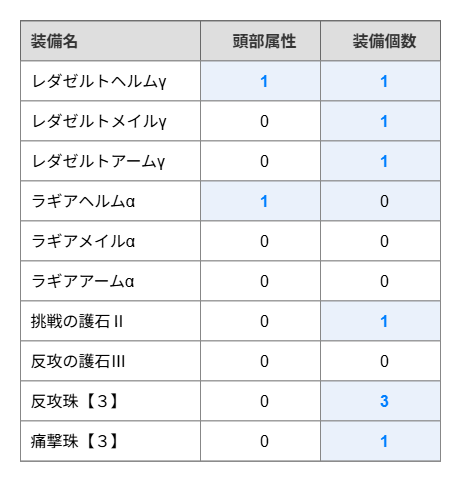 装備名 頭部属性 装備個数
レダゼルトヘルムγ 1 1
レダゼルトメイルγ 0 1
レダゼルトアームγ 0 1
ラギアヘルムα 1 0
ラギアメイルα 0 0
ラギアアームα 0 0
挑戦の護石Ⅱ 0 1
反攻の護石Ⅲ 0 0
反攻珠【３】 0 3
痛撃珠【３】 0 1